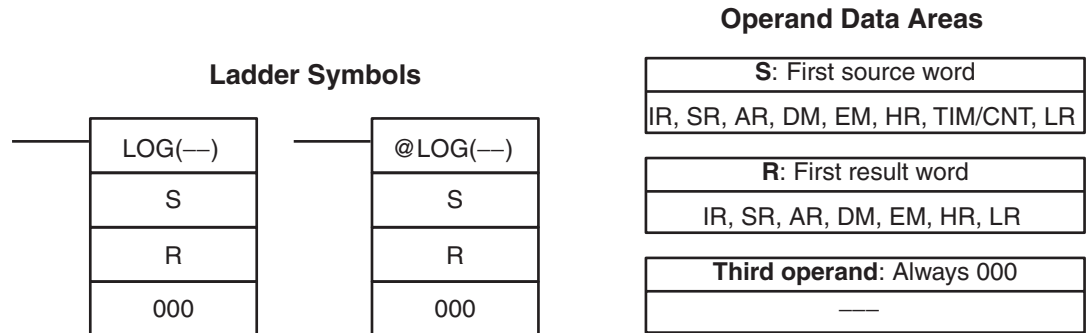 Operand Data Areas
Ladder Symbols
S: First source word
IR, SR, AR, DM, EM, HR, TIM/CNT, LR
R: First result word
IR, SR, AR, DM, EM, HR, LR
Third operand: Always 000
–––
LOG(––)
S
R
000
@LOG(––)
S
R
000